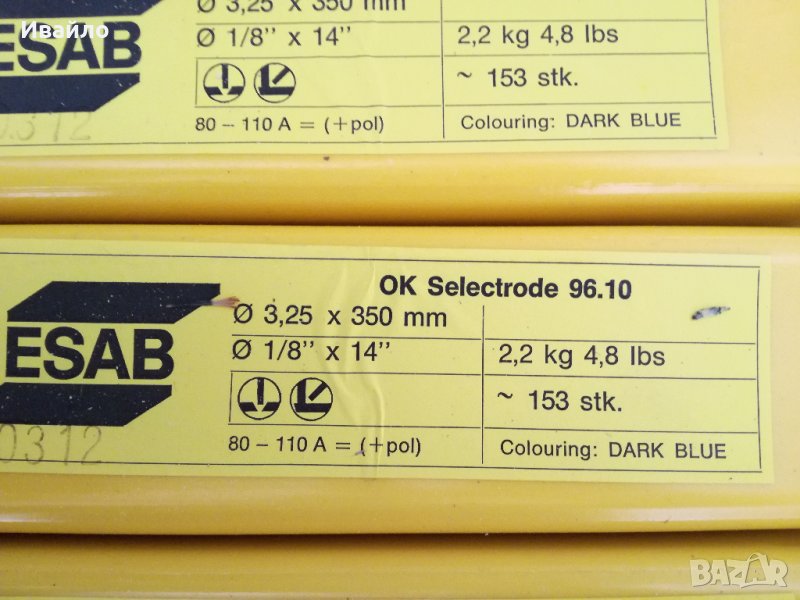 Ивайло
Ø 3,25 x 350 mm
ESAB
Ø 1/8'' x 14''
2,2 kg 4,8 lbs
~ 153 stk.
0312
80 – 110 A = (+pol)
Colouring: DARK BLUE
OK Selectrode 96.10
Ø 3,25 x 350 mm
ESAB
Ø 1/8'' x 14''
2,2 kg 4,8 lbs
~ 153 stk.
0312
80 – 110 A = (+pol)
Colouring: DARK BLUE
BAZAR